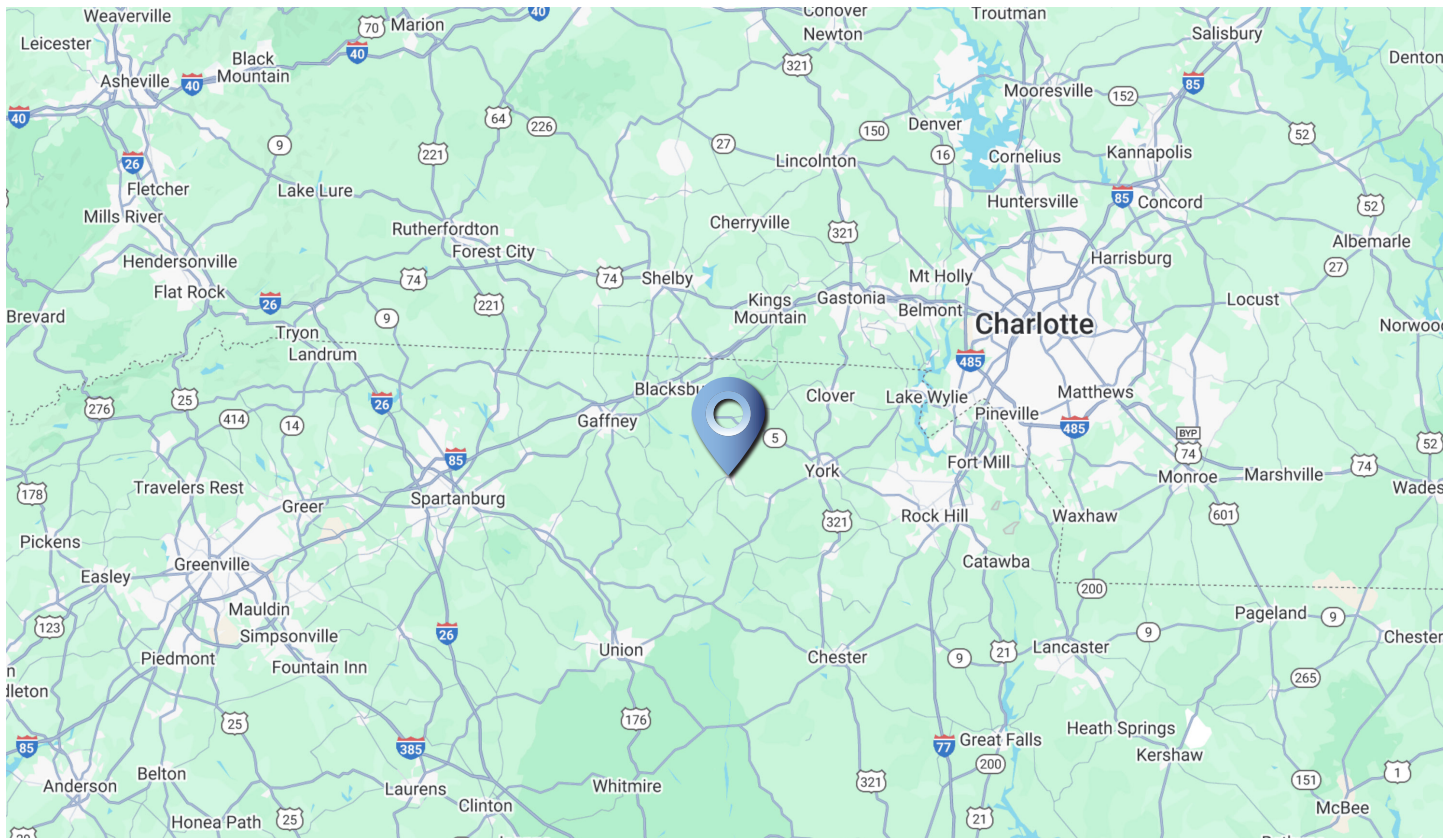 Weaverville
Marion
40
Conover
Newton
Troutman
Salisbury
70
Leicester
Black
Mountain
40
321
Denton
Asheville
40
85
Mooresville
152
40
64
226
Denver
52
9
221
27
150
26
Lincolnton
16
Cornelius
Kannapolis
Fletcher
Lake Lure
85
Concord
Huntersville
52
Mills River
Rutherfordton
Cherryville
321
Forest City
Albemarle
Hendersonville
Harrisburg
27
74
74
Shelby
Mt Holly
Flat Rock
26
221
Kings
Mountain
Gastonia
Locust
Belmont
Brevard
9
Charlotte
Norwood
Tryon
Landrum
485
Blacksbu
Clover
Lake Wylie
Matthews
276
25
26
Pineville
414
14
Gaffney
5
485
BYP
74
52
85
York
Fort Mill
74
178
Travelers Rest
Monroe
Marshville
Wades
Greer
Spartanburg
321
Rock Hill
Waxhaw
601
Pickens
Greenville
Catawba
Easley
200
Mauldin
Pageland
9
123
Simpsonville
26
9
Chester
Piedmont
Fountain Inn
Union
Chester
9
21
Lancaster
dleton
265
25
176
Heath Springs
85
385
77
Great Falls
Kershaw
200
Belton
Anderson
Laurens
Whitmire
321
151
1
Clinton
McBee
Honea Path
25
21